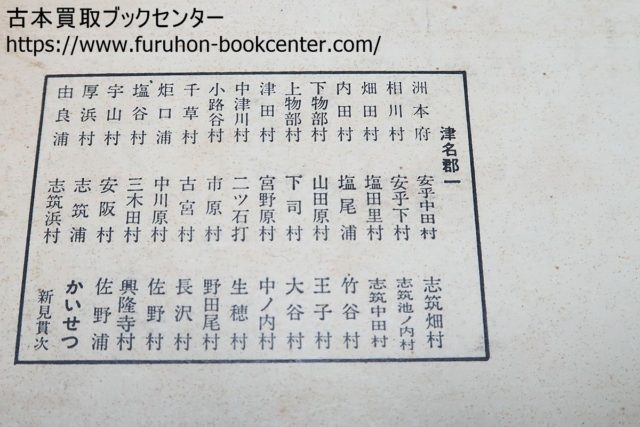 古本買取ブックセンター
https://www.furuhon-bookcenter.com/
津名郡一
洲本府
相川村
畑田村
内田村
下物部村
上物部村
津田村
中津川村
小路谷村
千草村
炬口浦
塩谷村
宇山村
厚浜村
由良浦
安乎中田村
安乎下村
塩田里村
塩尾浦
山田原村
下司村
宮野原村
二ツ石打
市原村
古宮村
中川原村
三木田村
安阪村
志筑浦
志筑浜村
志筑畑村
志筑池ノ内村
志筑中田村
竹谷村
王子村
大谷村
中ノ内村
生穂村
野田尾村
長沢村
佐野村
興隆寺村
佐野浦
かいせつ
新見貫次